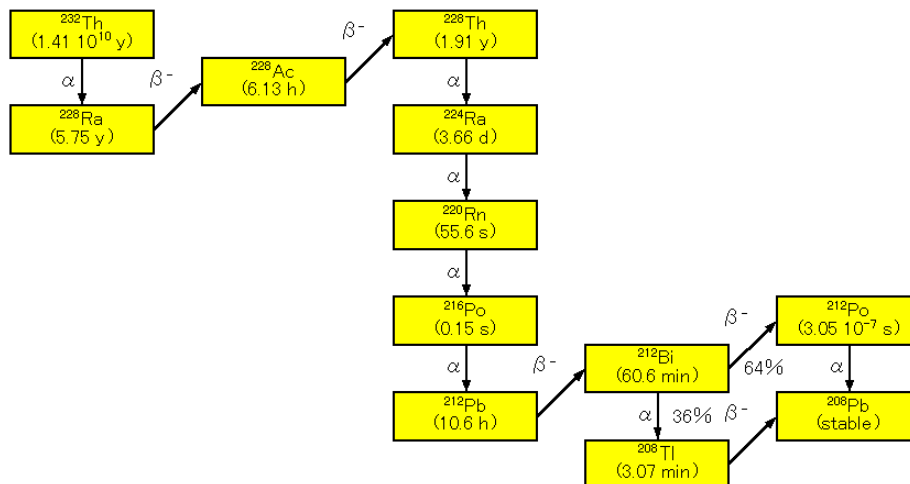 ²³²Th
(1.41 10¹⁰ y)
α
β⁻
²²⁸Ra
(5.75 y)
²²⁸Ac
(6.13 h)
β⁻
²²⁸Th
(1.91 y)
α
²²⁴Ra
(3.66 d)
α
²²⁰Rn
(55.6 s)
α
²¹⁶Po
(0.15 s)
α
²¹²Pb
(10.6 h)
β⁻
²¹²Bi
(60.6 min)
β⁻
64%
²¹²Po
(3.05 10⁻⁷ s)
α
α 36%
²⁰⁸Tl
(3.07 min)
β⁻
²⁰⁸Pb
(stable)